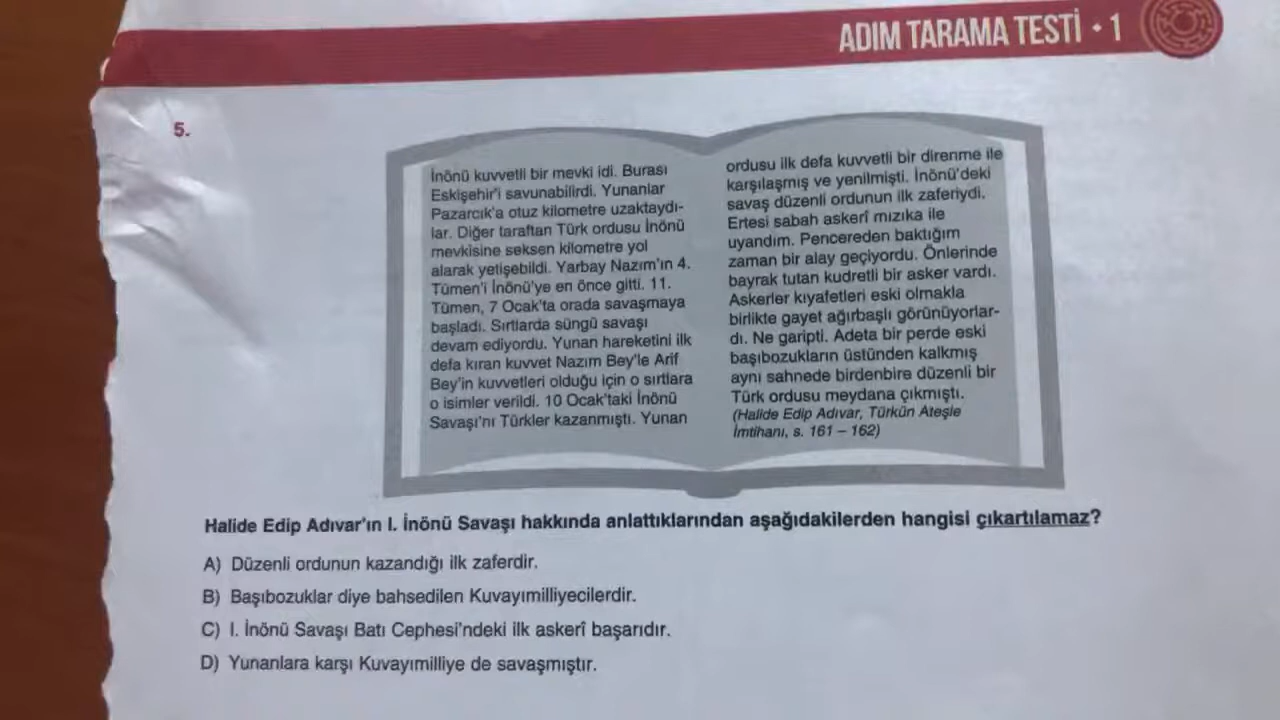 ADIM TARAMA TESTİ • 1
5.
İnönü kuvvetli bir mevki idi. Burası
Eskişehir'i savunabilirdi. Yunanlar
Pazarcık'a otuz kilometre uzaktaydı-
lar. Diğer taraftan Türk ordusu İnönü
mevkisine seksen kilometre yol
alarak yetişebildi. Yarbay Nazım'ın 4.
Tümen'i İnönü'ye en önce gitti. 11.
Tümen, 7 Ocak'ta orada savaşmaya
başladı. Sırtlarda süngü savaşı
devam ediyordu. Yunan hareketini ilk
defa kıran kuvvet Nazım Bey'le Arif
Bey'in kuvvetleri olduğu için o sırtlara
o isimler verildi. 10 Ocak'taki İnönü
Savaşı'nı Türkler kazanmıştı. Yunan
ordusu ilk defa kuvvetli bir direnme ile
karşılaşmış ve yenilmişti. İnönü'deki
savaş düzenli ordunun ilk zaferiydi.
Ertesi sabah askerî mızıka ile
uyandım. Pencereden baktığım
zaman bir alay geçiyordu. Önlerinde
bayrak tutan kudretli bir asker vardı.
Askerler kıyafetleri eski olmakla
birlikte gayet ağırbaşlı görünüyorlar-
dı. Ne garipti. Adeta bir perde eski
başıbozukların üstünden kalkmış
aynı sahnede birdenbire düzenli bir
Türk ordusu meydana çıkmıştı.
(Halide Edip Adıvar, Türkün Ateşle
İmtihanı, s. 161 – 162)
Halide Edip Adıvar'ın I. İnönü Savaşı hakkında anlattıklarından aşağıdakilerden hangisi çıkartılamaz?
A) Düzenli ordunun kazandığı ilk zaferdir.
B) Başıbozuklar diye bahsedilen Kuvayımilliyecilerdir.
C) I. İnönü Savaşı Batı Cephesi'ndeki ilk askerî başarıdır.
D) Yunanlara karşı Kuvayımilliye de savaşmıştır.